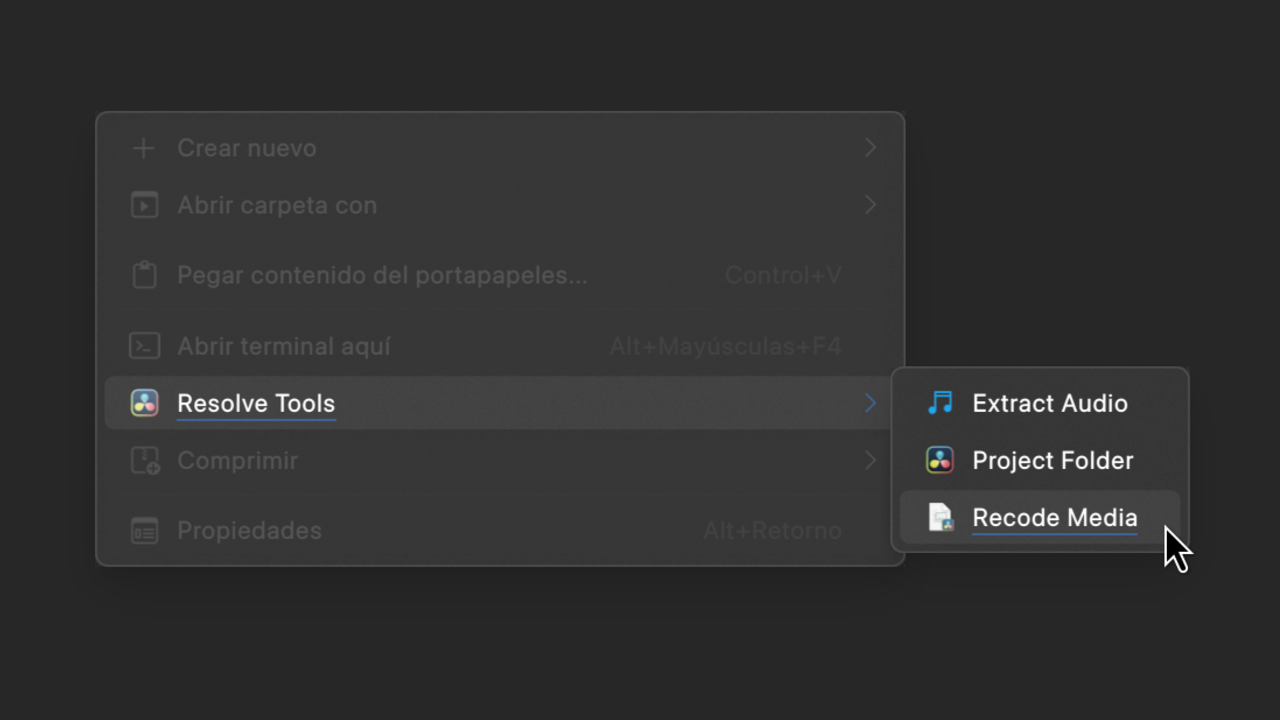 Crear nuevo
Abrir carpeta con
Pegar contenido del portapapeles... Control+V
Abrir terminal aquí Alt+Mayúsculas+F4
Resolve Tools
Comprimir
Propiedades Alt+Retorno
Extract Audio
Project Folder
Recode Media